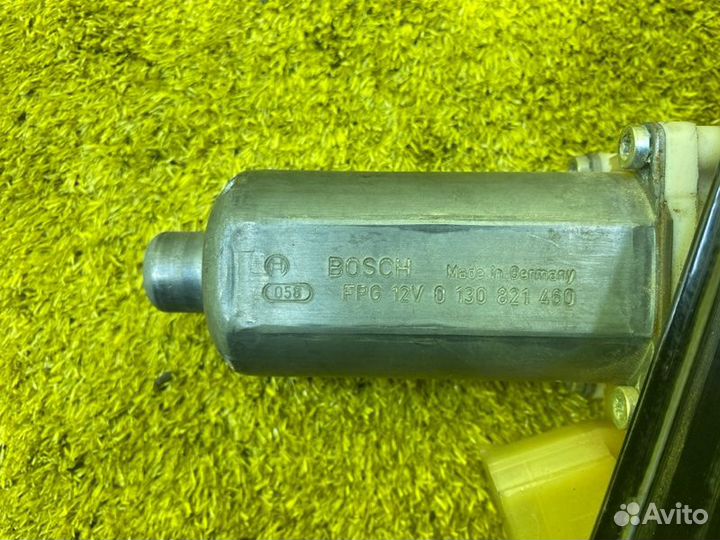 BOSCH Made in Germany
058 FPG 12V 0 130 821 460
Avito